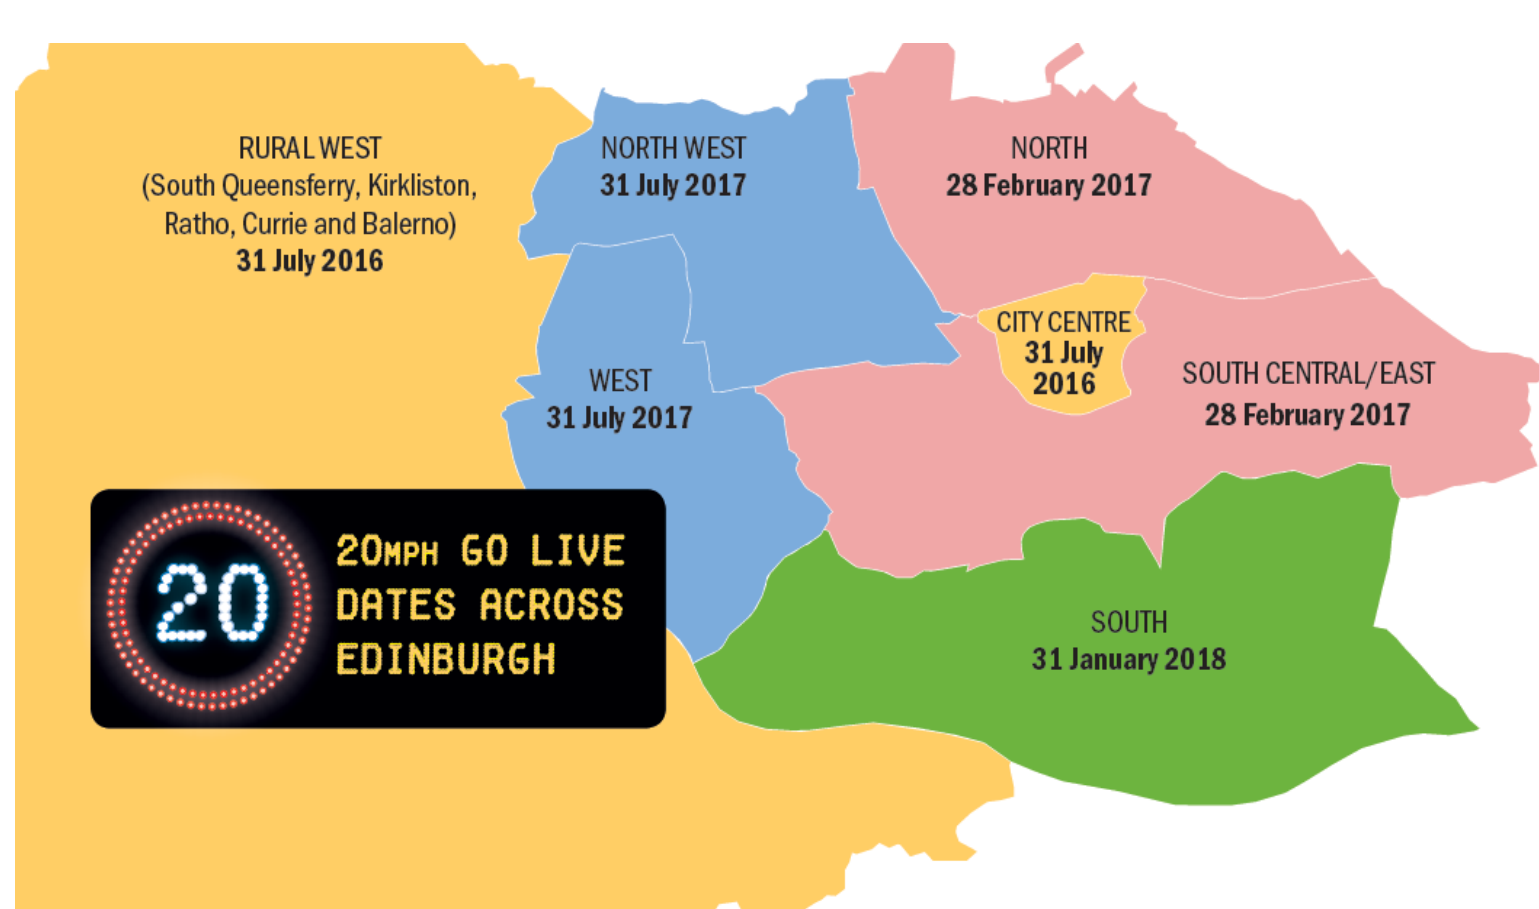 RURAL WEST
(South Queensferry, Kirkliston,
Ratho, Currie and Balerno)
31 July 2016
NORTH WEST
31 July 2017
NORTH
28 February 2017
CITY CENTRE
31 July
2016
WEST
31 July 2017
SOUTH CENTRAL/EAST
28 February 2017
20
20MPH GO LIVE
DATES ACROSS
EDINBURGH
SOUTH
31 January 2018